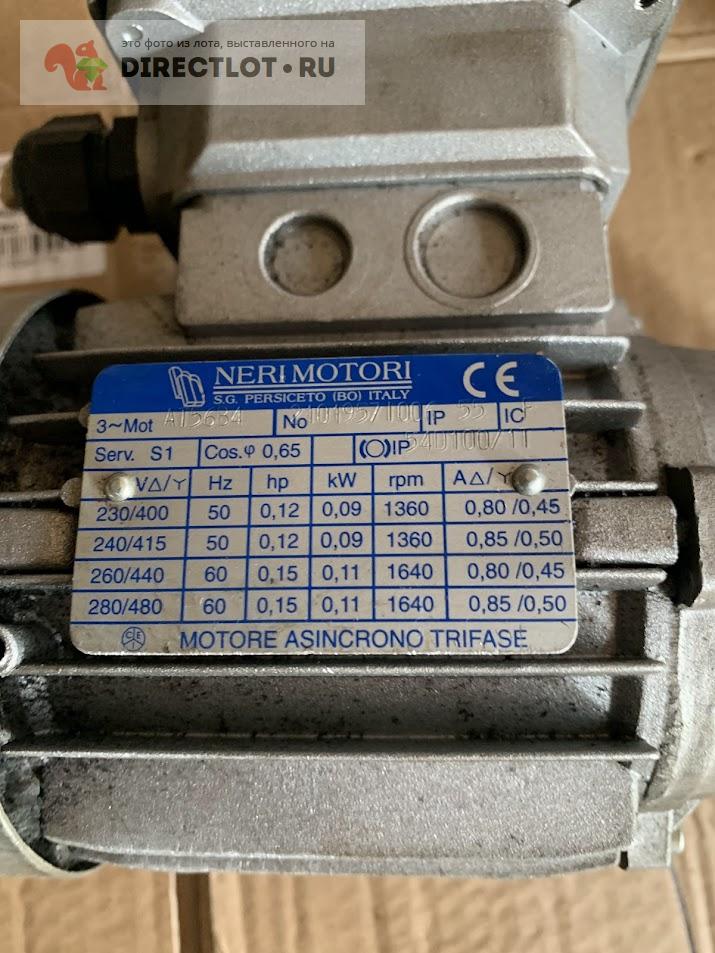 это фото из лота, выставленного на
DIRECTLOT.RU
NERI MOTORI
S.G. PERSICETO (BO) ITALY
CE
3~Mot A156B4 No IP 55 IC F
Serv. S1 Cos.φ 0,65 IP
V△/Y Hz hp kW rpm A△/Y
230/400 50 0,12 0,09 1360 0,80/0,45
240/415 50 0,12 0,09 1360 0,85/0,50
260/440 60 0,15 0,11 1640 0,80/0,45
280/480 60 0,15 0,11 1640 0,85/0,50
MOTORE ASINCRONO TRIFASE